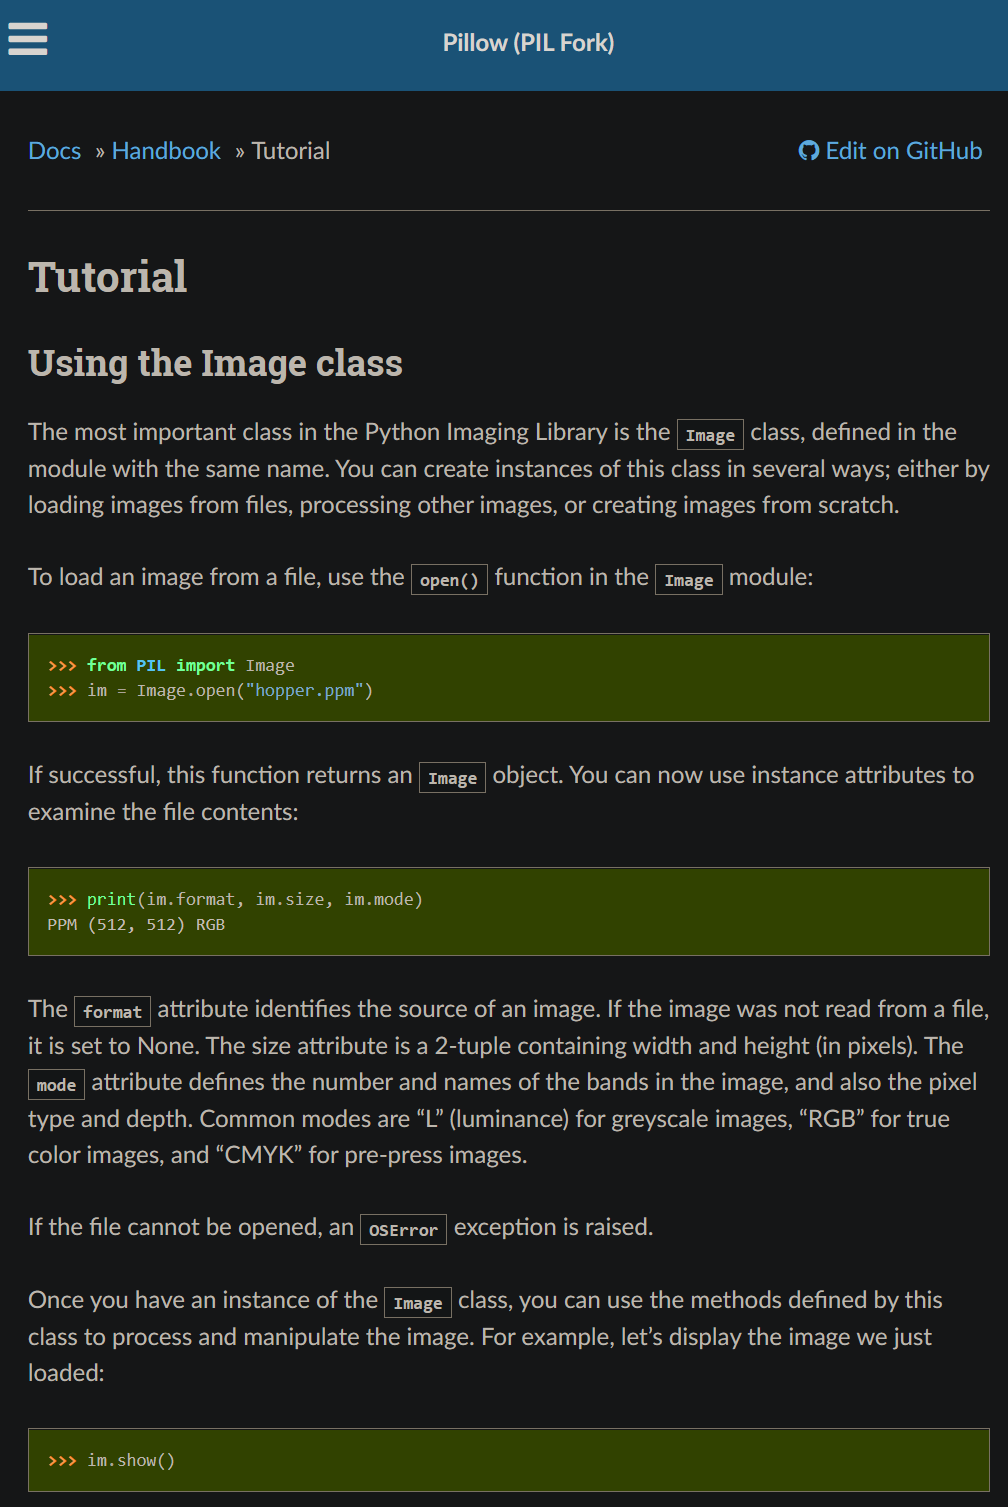 Pillow (PIL Fork)
Docs » Handbook » Tutorial
Edit on GitHub
Tutorial
Using the Image class
The most important class in the Python Imaging Library is the Image class, defined in the
module with the same name. You can create instances of this class in several ways; either by
loading images from files, processing other images, or creating images from scratch.
To load an image from a file, use the open() function in the Image module:
>>> from PIL import Image
>>> im = Image.open("hopper.ppm")
If successful, this function returns an Image object. You can now use instance attributes to
examine the file contents:
>>> print(im.format, im.size, im.mode)
PPM (512, 512) RGB
The format attribute identifies the source of an image. If the image was not read from a file,
it is set to None. The size attribute is a 2-tuple containing width and height (in pixels). The
mode attribute defines the number and names of the bands in the image, and also the pixel
type and depth. Common modes are “L” (luminance) for greyscale images, “RGB” for true
color images, and “CMYK” for pre-press images.
If the file cannot be opened, an OSError exception is raised.
Once you have an instance of the Image class, you can use the methods defined by this
class to process and manipulate the image. For example, let’s display the image we just
loaded:
>>> im.show()